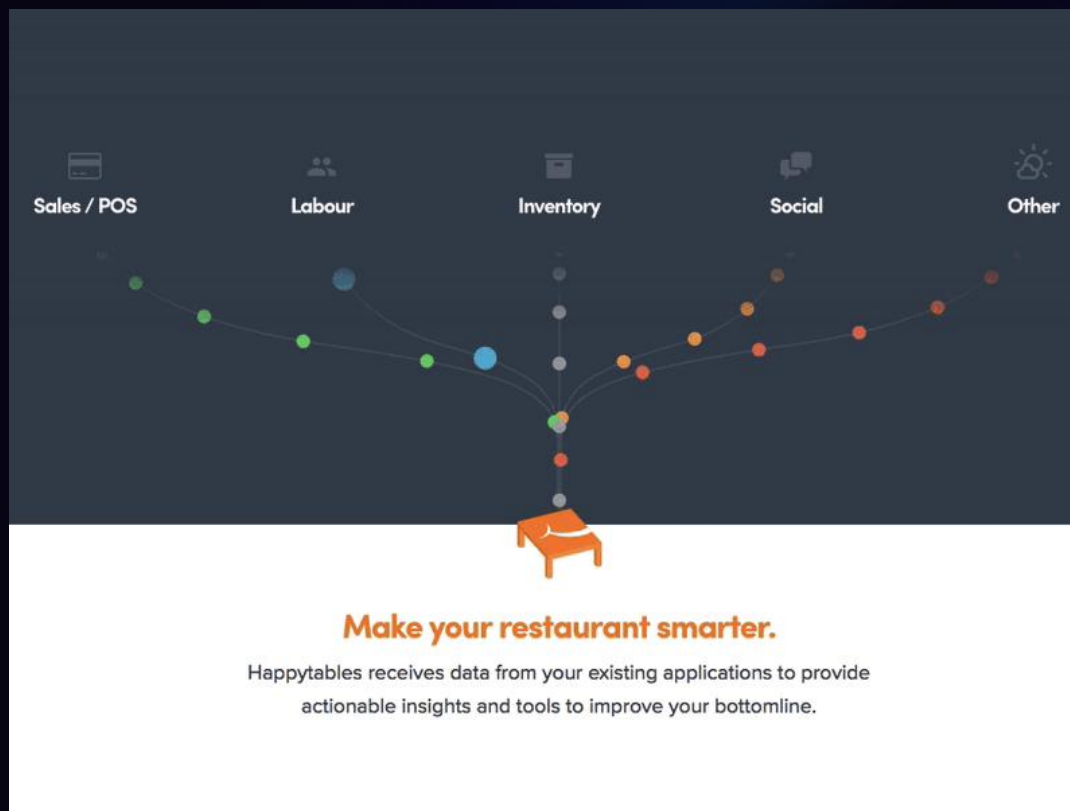 Sales / POS
Labour
Inventory
Social
Other
Make your restaurant smarter.
Happytables receives data from your existing applications to provide
actionable insights and tools to improve your bottomline.